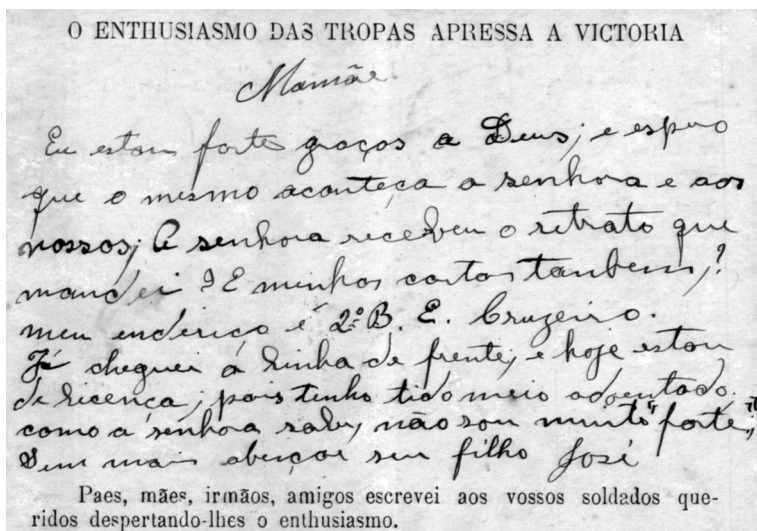 O ENTHUSIASMO DAS TROPAS APRESSA A VICTORIA
Mamãe
Eu estou forte graças a Deus; e espero
que o mesmo aconteça a senhora e aos
nossos; A senhora recebeu o retrato que
mandei? E minhas cartas tanbem,?
meu enderiço é 2º B. E. Cruzeiro.
Já cheguei á linha de frente, e hoje estou
de licença; pois tenho tido meio adoentado.
como a senhora sabe, não sou muito "forte",
Sem mais abençoe seu filho José
Paes, mães, irmãos, amigos escrevei aos vossos soldados que-
ridos despertando-lhes o enthusiasmo.